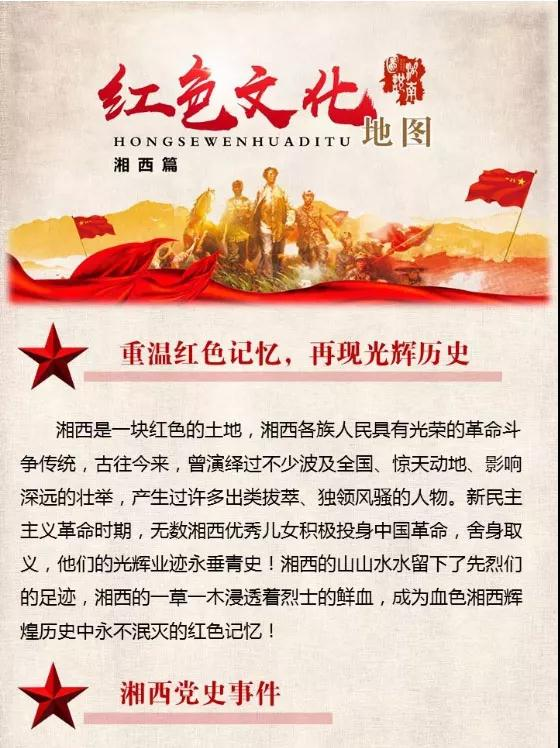 红色文化
图说湖南
HONGSEWENHUADITU
地图
湘西篇
重温红色记忆，再现光辉历史
湘西是一块红色的土地，湘西各族人民具有光荣的革命斗
争传统，古往今来，曾演绎过不少波及全国、惊天动地、影响
深远的壮举，产生过许多出类拔萃、独领风骚的人物。新民主
主义革命时期，无数湘西优秀儿女积极投身中国革命，舍身取
义，他们的光辉业迹永垂青史！湘西的山山水水留下了先烈们
的足迹，湘西的一草一木浸透着烈士的鲜血，成为血色湘西辉
煌历史中永不泯灭的红色记忆！
湘西党史事件